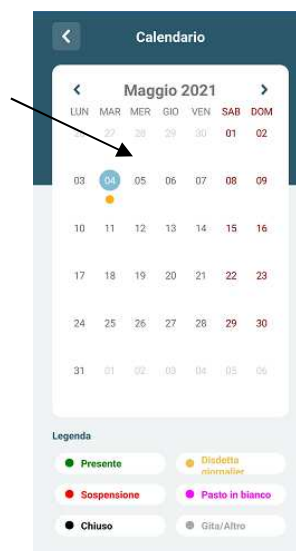 Calendario
Maggio 2021
LUN MAR MER GIO VEN SAB DOM
26 27 28 29 30 01 02
03 04 05 06 07 08 09
10 11 12 13 14 15 16
17 18 19 20 21 22 23
24 25 26 27 28 29 30
31 01 02 03 04 05 06
Legenda
Presente
Disdetta
giornalier
Sospensione
Pasto in bianco
Chiuso
Gita/Altro